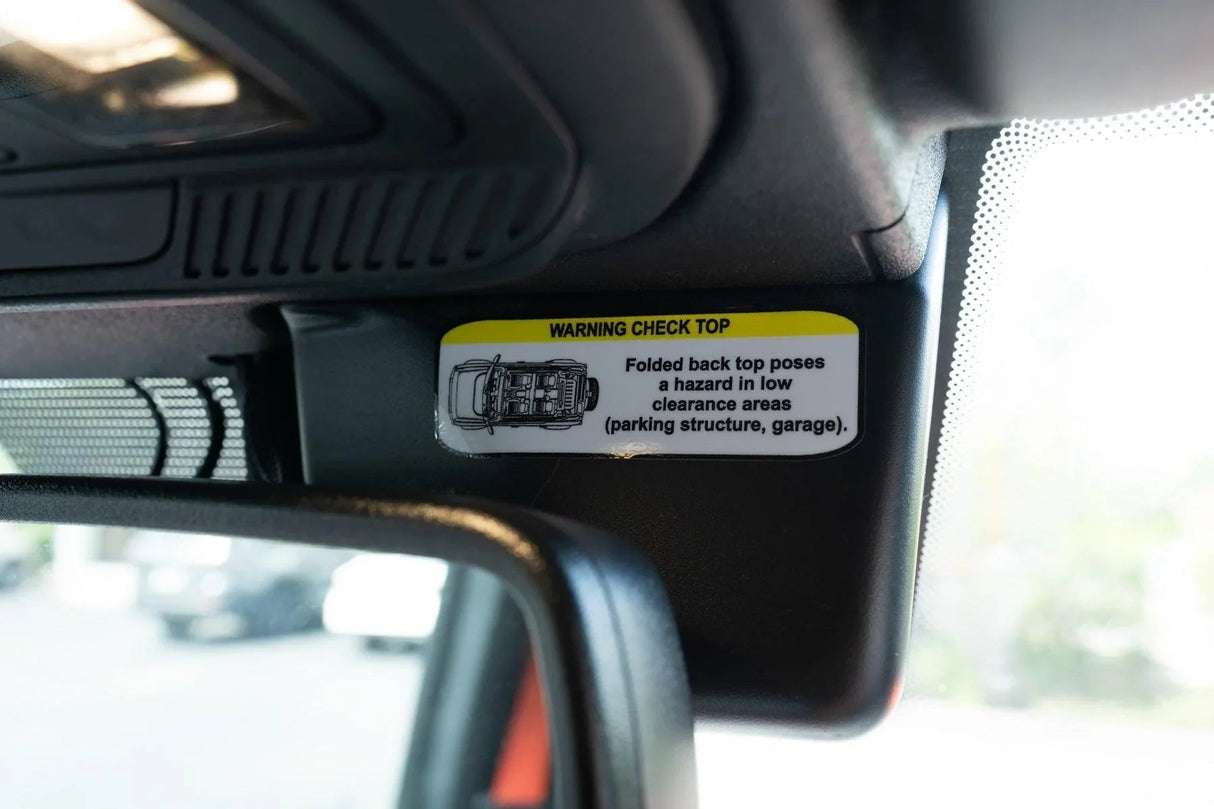 WARNING CHECK TOP
Folded back top poses
a hazard in low
clearance areas
(parking structure, garage).